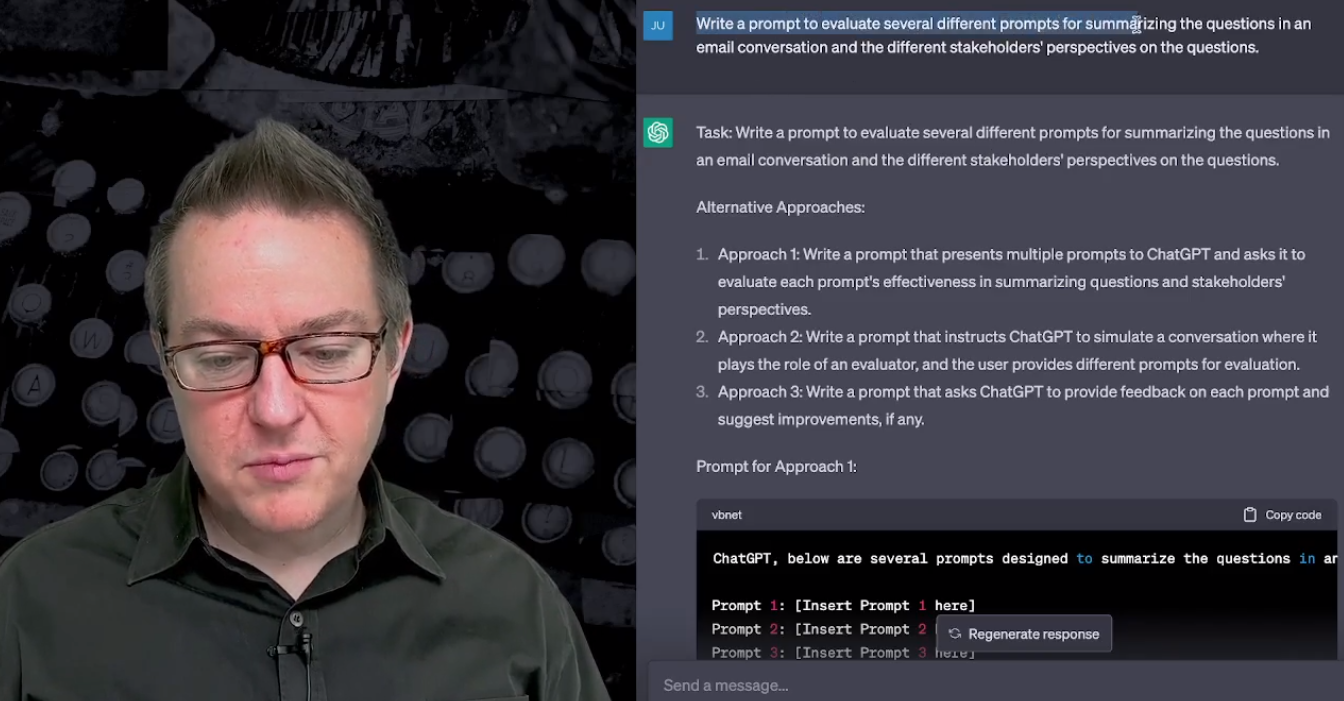 JU
Write a prompt to evaluate several different prompts for summarizing the questions in an
email conversation and the different stakeholders' perspectives on the questions.
Task: Write a prompt to evaluate several different prompts for summarizing the questions in
an email conversation and the different stakeholders' perspectives on the questions.
Alternative Approaches:
1. Approach 1: Write a prompt that presents multiple prompts to ChatGPT and asks it to
evaluate each prompt's effectiveness in summarizing questions and stakeholders'
perspectives.
2. Approach 2: Write a prompt that instructs ChatGPT to simulate a conversation where it
plays the role of an evaluator, and the user provides different prompts for evaluation.
3. Approach 3: Write a prompt that asks ChatGPT to provide feedback on each prompt and
suggest improvements, if any.
Prompt for Approach 1:
vbnet Copy code
ChatGPT, below are several prompts designed to summarize the questions in an
Prompt 1: [Insert Prompt 1 here]
Prompt 2: [Insert Prompt 2
Regenerate response
Prompt 3: [Insert Prompt 3 here]
Send a message...
W
A
U
L